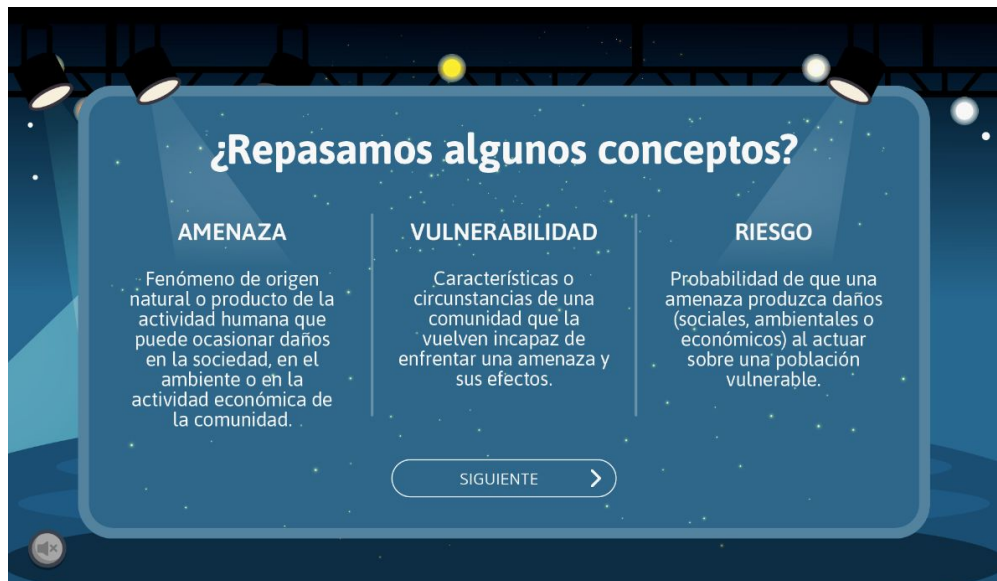 ¿Repasamos algunos conceptos?
AMENAZA
Fenómeno de origen
natural o producto de la
actividad humana que
puede ocasionar daños
en la sociedad, en el
ambiente o en la
actividad económica de
la comunidad.
VULNERABILIDAD
Características o
circunstancias de una
comunidad que la
vuelven incapaz de
enfrentar una amenaza y
sus efectos.
RIESGO
Probabilidad de que una
amenaza produzca daños
(sociales, ambientales o
económicos) al actuar
sobre una población
vulnerable.
SIGUIENTE